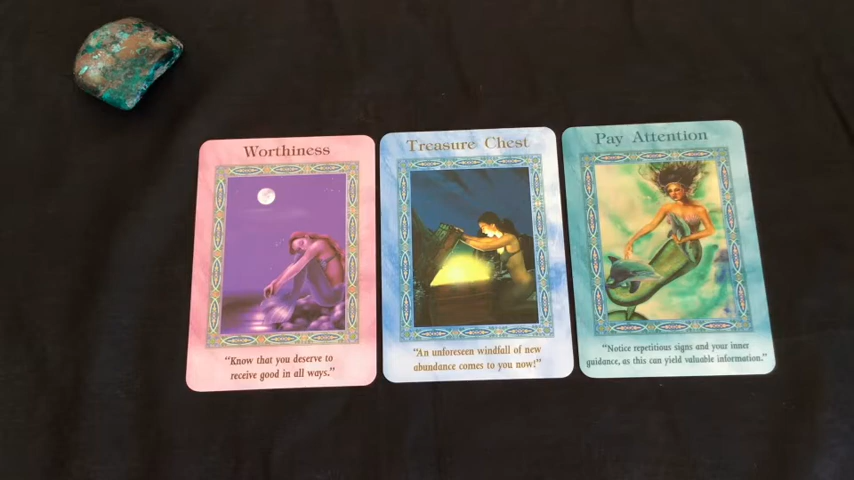 Worthiness
"Know that you deserve to
receive good in all ways."
Treasure Chest
"An unforeseen windfall of new
abundance comes to you now!"
Pay Attention
"Notice repetitious signs and your inner
guidance, as this can yield valuable information."